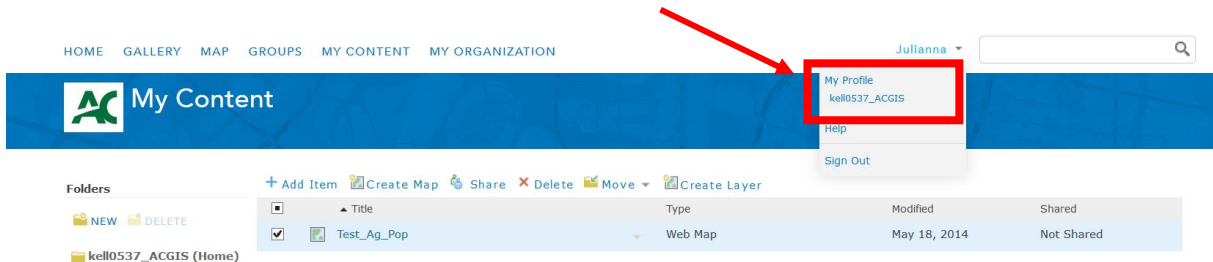 HOME GALLERY MAP GROUPS MY CONTENT MY ORGANIZATION Julianna
AC My Content
My Profile
kell0537_ACGIS
Help
Sign Out
Folders
+ Add Item Create Map Share Delete Move Create Layer
Title Type Modified Shared
NEW DELETE
Test_Ag_Pop Web Map May 18, 2014 Not Shared
kell0537_ACGIS (Home)